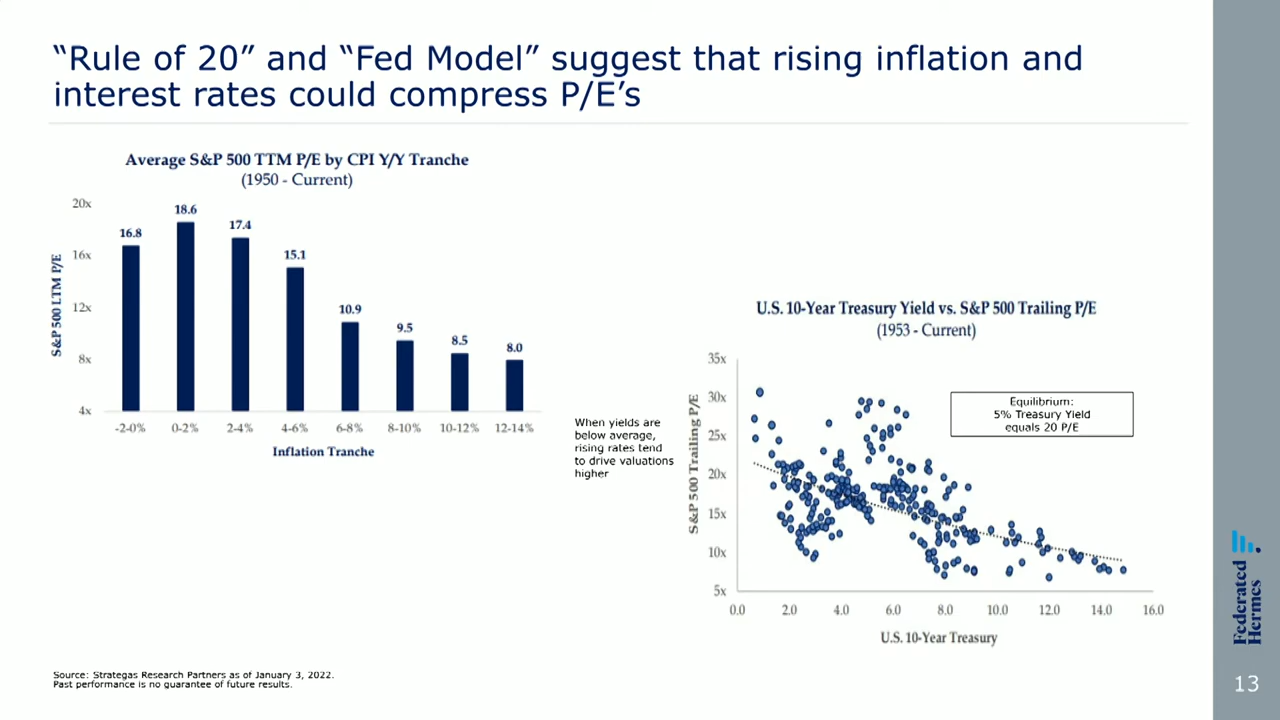 “Rule of 20” and “Fed Model” suggest that rising inflation and
interest rates could compress P/E’s
Average S&P 500 TTM P/E by CPI Y/Y Tranche
(1950 - Current)
S&P 500 LTM P/E
20x
16x
12x
8x
4x
16.8
18.6
17.4
15.1
10.9
9.5
8.5
8.0
-2-0%
0-2%
2-4%
4-6%
6-8%
8-10%
10-12%
12-14%
Inflation Tranche
When yields are
below average,
rising rates tend
to drive valuations
higher
U.S. 10-Year Treasury Yield vs. S&P 500 Trailing P/E
(1953 - Current)
S&P 500 Trailing P/E
35x
30x
25x
20x
15x
10x
5x
Equilibrium:
5% Treasury Yield
equals 20 P/E
0.0
2.0
4.0
6.0
8.0
10.0
12.0
14.0
16.0
U.S. 10-Year Treasury
Source: Strategas Research Partners as of January 3, 2022.
Past performance is no guarantee of future results.
Federated
Hermes
13